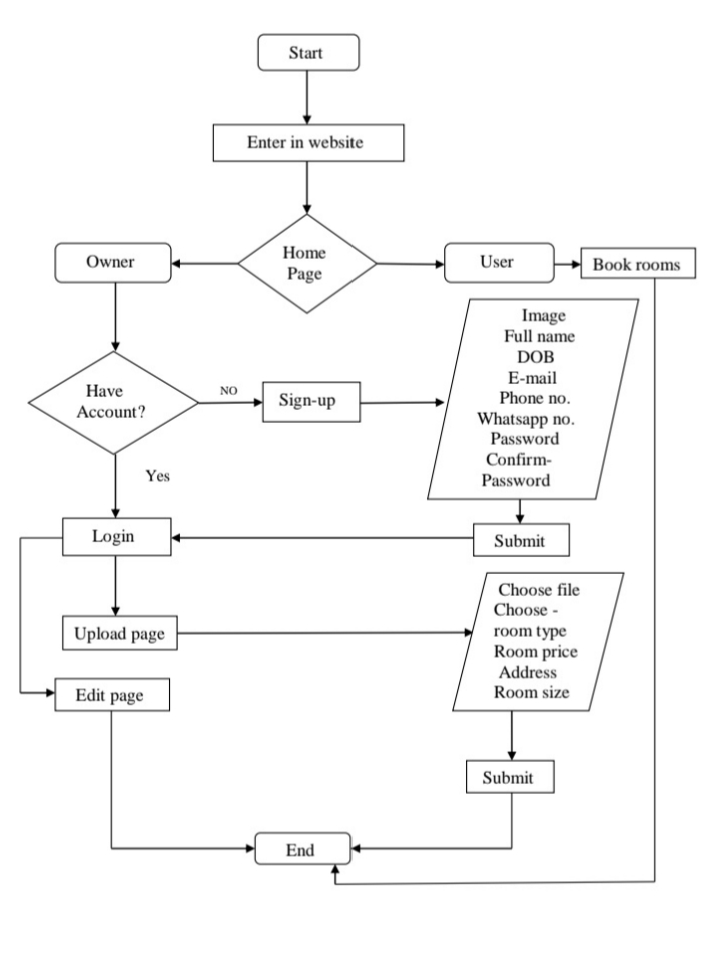 Start
Enter in website
Home
Page
Owner
User
Book rooms
Image
Full name
DOB
E-mail
Phone no.
Whatsapp no.
Password
Confirm-
Password
Have
Account?
NO
Sign-up
Yes
Login
Submit
Choose file
Choose -
room type
Room price
Address
Room size
Upload page
Edit page
Submit
End